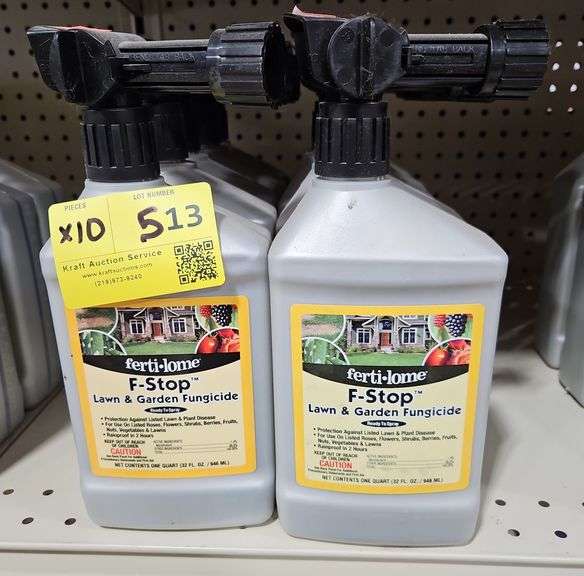 PIECES LOT NUMBER
x10 513
Kraft Auction Service
www.kraftauctions.com
ferti·lome
F-Stop™
Lawn & Garden Fungicide
Ready To Spray
• Protection Against Listed Lawn & Plant Disease
• For Use On Listed Roses, Flowers, Shrubs, Berries, Fruits,
Nuts, Vegetables & Lawns
• Rainproof in 2 Hours
KEEP OUT OF REACH
OF CHILDREN
CAUTION
NET CONTENTS ONE QUART (32 FL. OZ / 946 ML)
ferti·lome
F-Stop™
Lawn & Garden Fungicide
Ready To Spray
• Protection Against Listed Lawn & Plant Disease
• For Use On Listed Roses, Flowers, Shrubs, Berries, Fruits,
Nuts, Vegetables & Lawns
• Rainproof in 2 Hours
KEEP OUT OF REACH
OF CHILDREN
CAUTION
NET CONTENTS ONE QUART (32 FL. OZ / 946 ML)